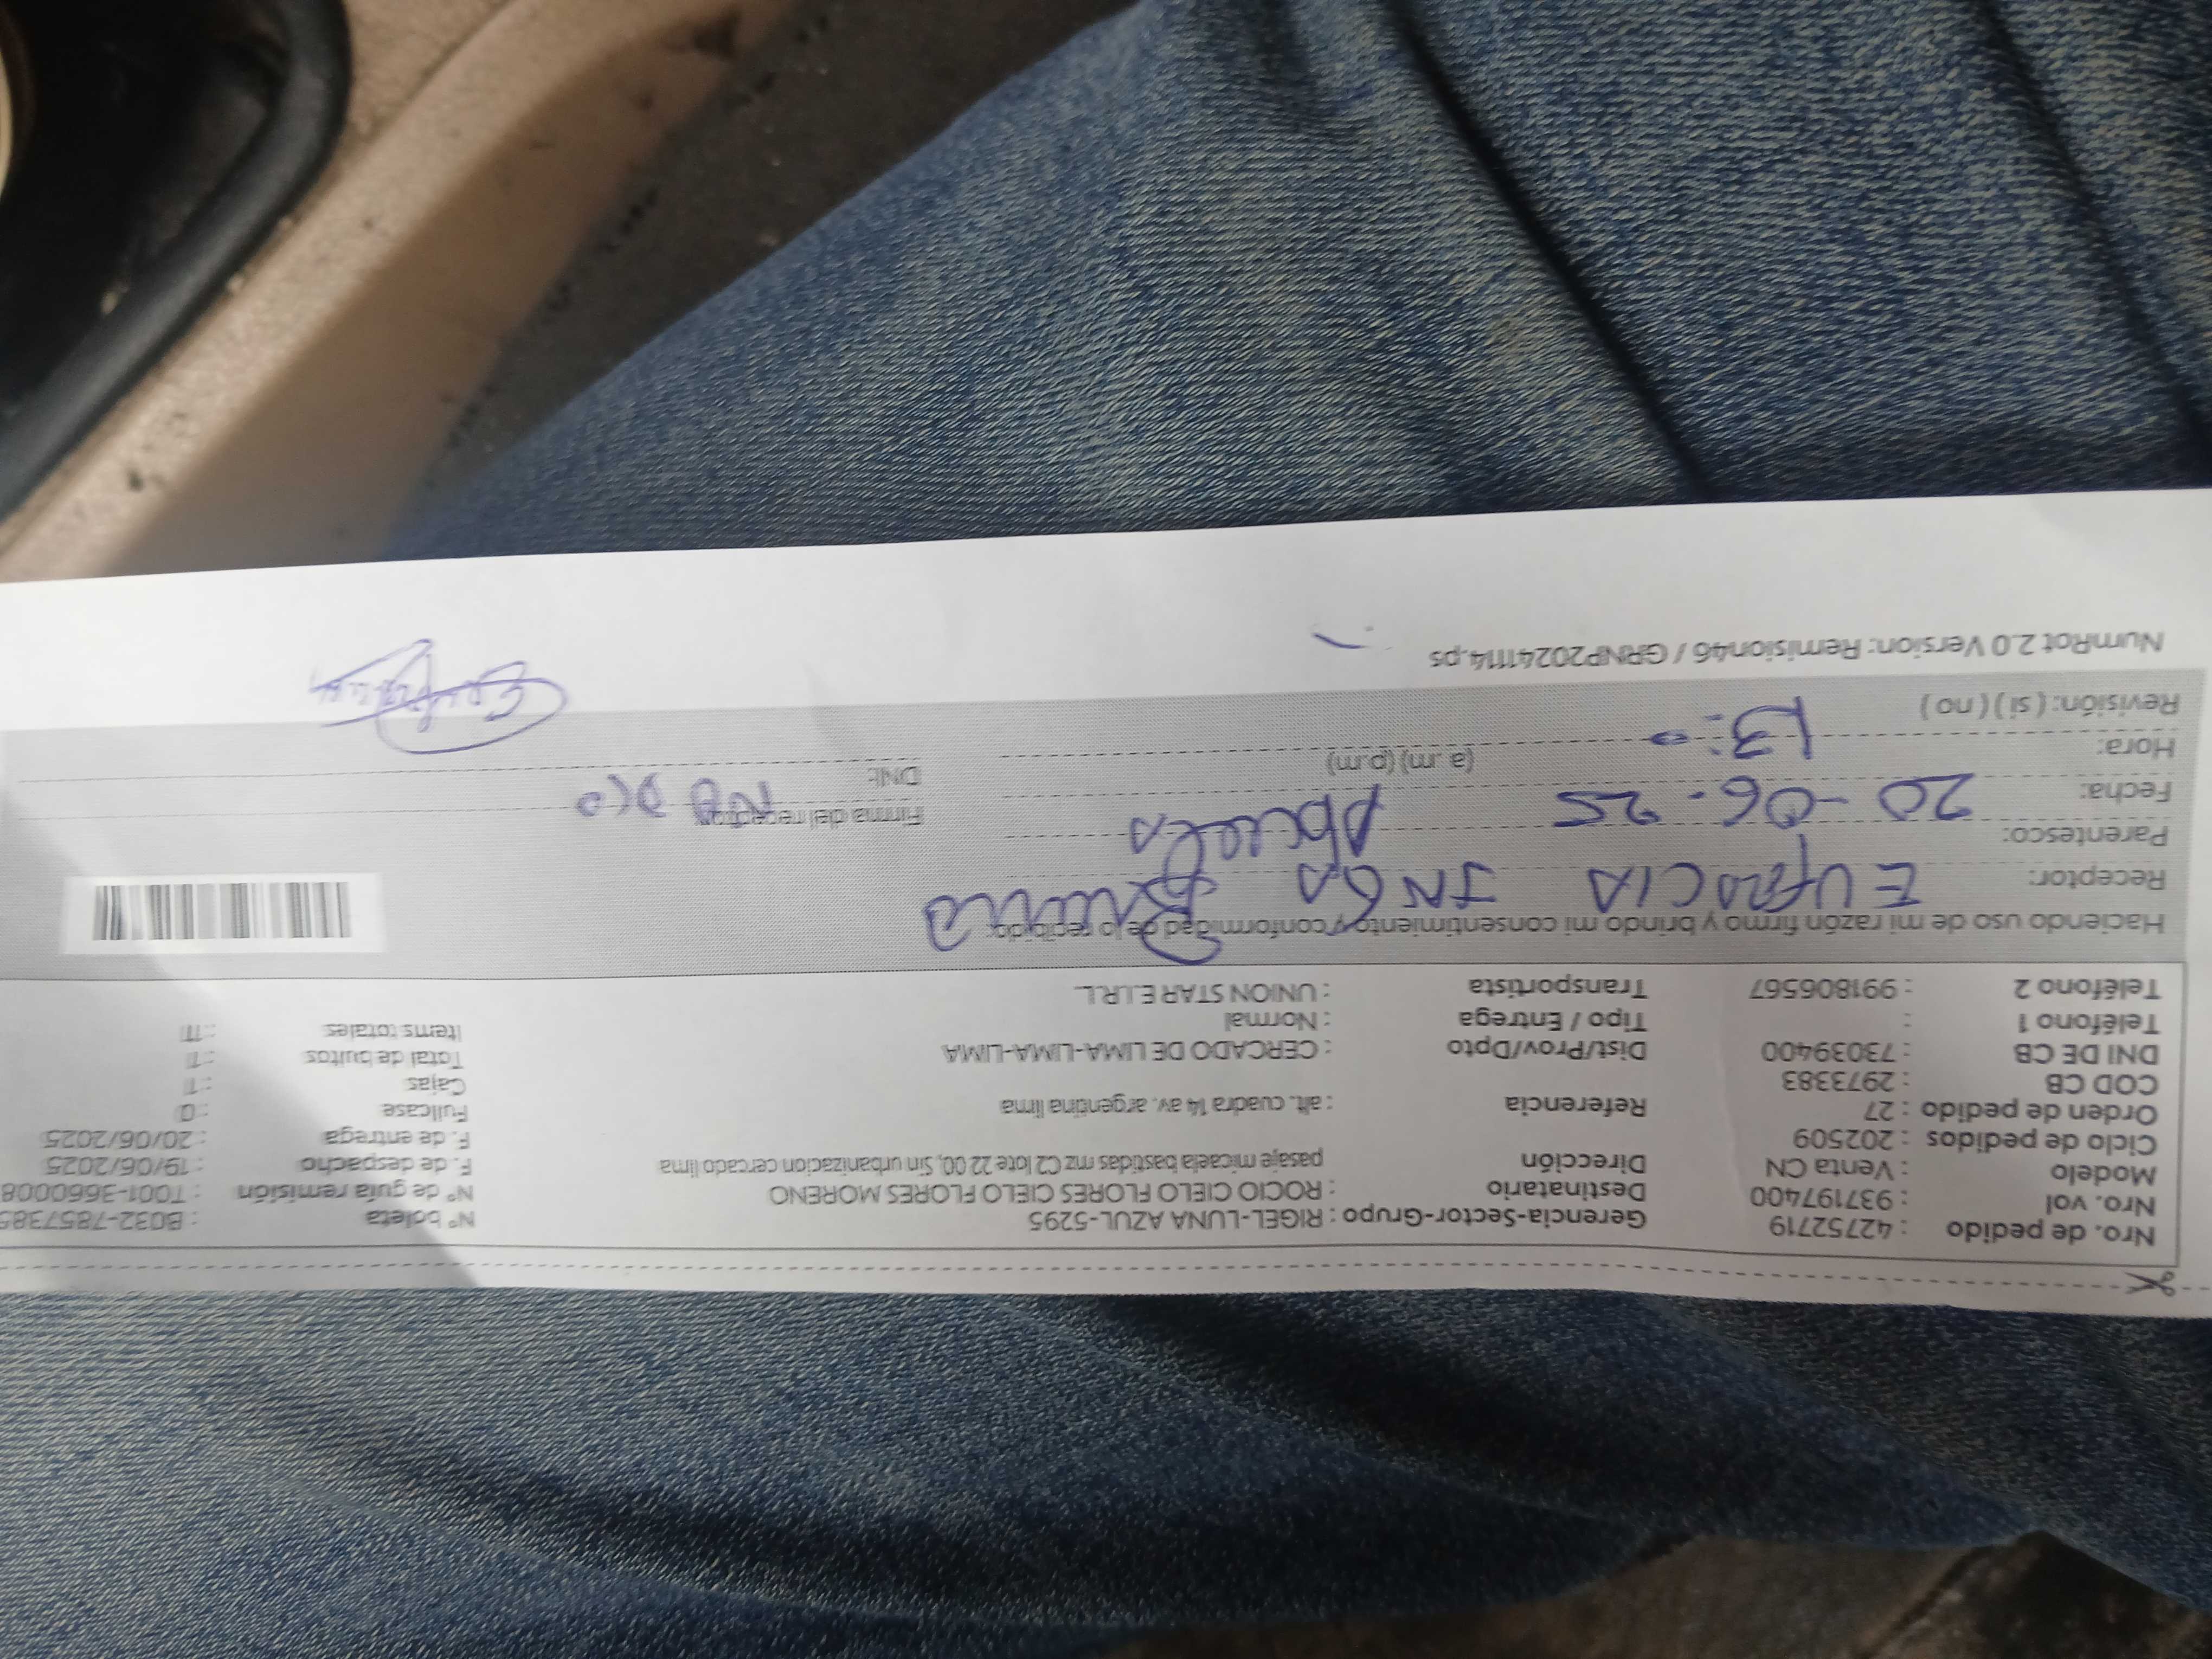 Nro. de pedido : 42752719 Gerencia-Sector-Grupo : RIGEL-LUNA AZUL-5295 N° boleta : B032-7857385
Nro. vol : 937197400 Destinatario : ROCIO CIELO FLORES CIELO FLORES MORENO N° de guía remisión : T001-3660008
Modelo : Venta CN Dirección pasaje micaela bastidas mz C2 lote 22 00, Sin urbanizacion cercado lima F. de despacho : 19/06/2025
Ciclo de pedidos : 202509 F. de entrega : 20/06/2025
Orden de pedido : 27 Referencia : alt. cuadra 14 av. argentina lima Fullcase : 0
COD CB : 2973383 Cajas : 1
DNI DE CB : 73039400 Dist/Prov/Dpto : CERCADO DE LIMA-LIMA-LIMA Total de bultos : 1
Teléfono 1 : Tipo / Entrega : Normal Items totales : 11
Teléfono 2 : 991806567 Transportista : UNION STAR E.I.R.L.
Haciendo uso de mi razón firmo y brindo mi consentimiento y conformidad de lo recibido:
Receptor: EUFROCIA INGA
Parentesco: Abuela Firma del receptor:
Fecha: 20-06-25 DNI: NO DIO
Hora: 13:0 (a.m) (p.m)
Revisión: ( si ) ( no )
NumRot 2.0 Version: Remision46 / GRNP20241114.ps